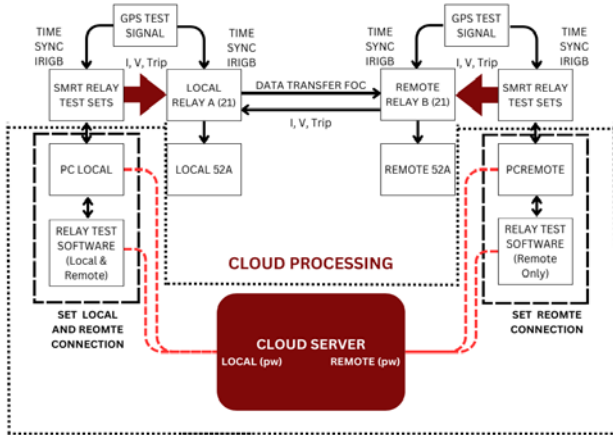 GPS TEST
SIGNAL
GPS TEST
SIGNAL
TIME
SYNC
IRIGB
TIME
SYNC
IRIGB
TIME
SYNC
IRIGB
TIME
SYNC
IRIGB
I, V, Trip
I, V, Trip
SMRT RELAY
TEST SETS
LOCAL
RELAY A (21)
DATA TRANSFER FOC
I, V, Trip
REMOTE
RELAY B (21)
SMRT RELAY
TEST SETS
PC LOCAL
LOCAL 52A
REMOTE 52A
PCREMOTE
RELAY TEST
SOFTWARE
(Local &
Remote)
RELAY TEST
SOFTWARE
(Remote
Only)
CLOUD PROCESSING
SET LOCAL
AND REOMTE
CONNECTION
SET REOMTE
CONNECTION
CLOUD SERVER
LOCAL (pw)
REMOTE (pw)